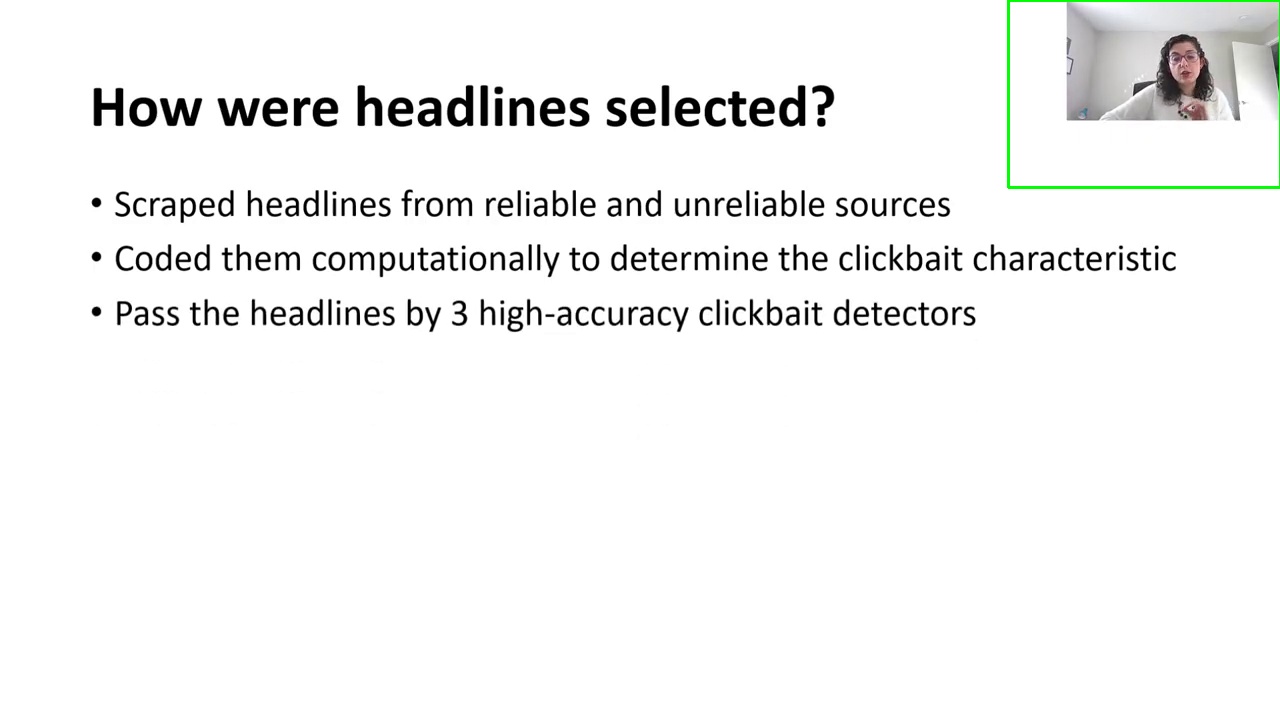 How were headlines selected?
• Scraped headlines from reliable and unreliable sources
• Coded them computationally to determine the clickbait characteristic
• Pass the headlines by 3 high-accuracy clickbait detectors